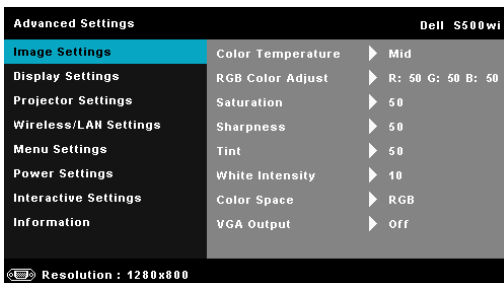 Advanced Settings Dell S500wi
Image Settings Color Temperature Mid
Display Settings RGB Color Adjust R: 50 G: 50 B: 50
Projector Settings Saturation 50
Wireless/LAN Settings Sharpness 50
Menu Settings Tint 50
Power Settings White Intensity 10
Interactive Settings Color Space RGB
Information VGA Output Off
Resolution : 1280x800